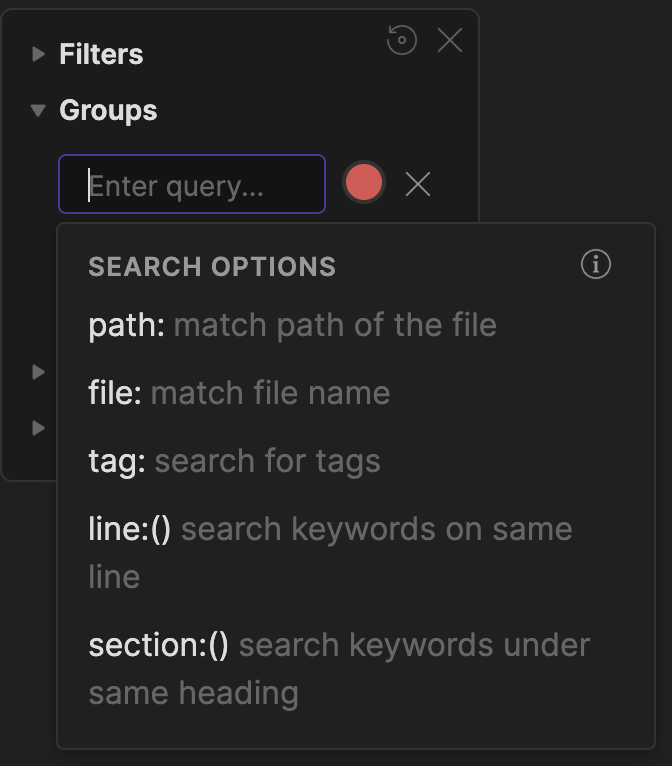 Filters
Groups
Enter query...
SEARCH OPTIONS
path: match path of the file
file: match file name
tag: search for tags
line:() search keywords on same
line
section:() search keywords under
same heading